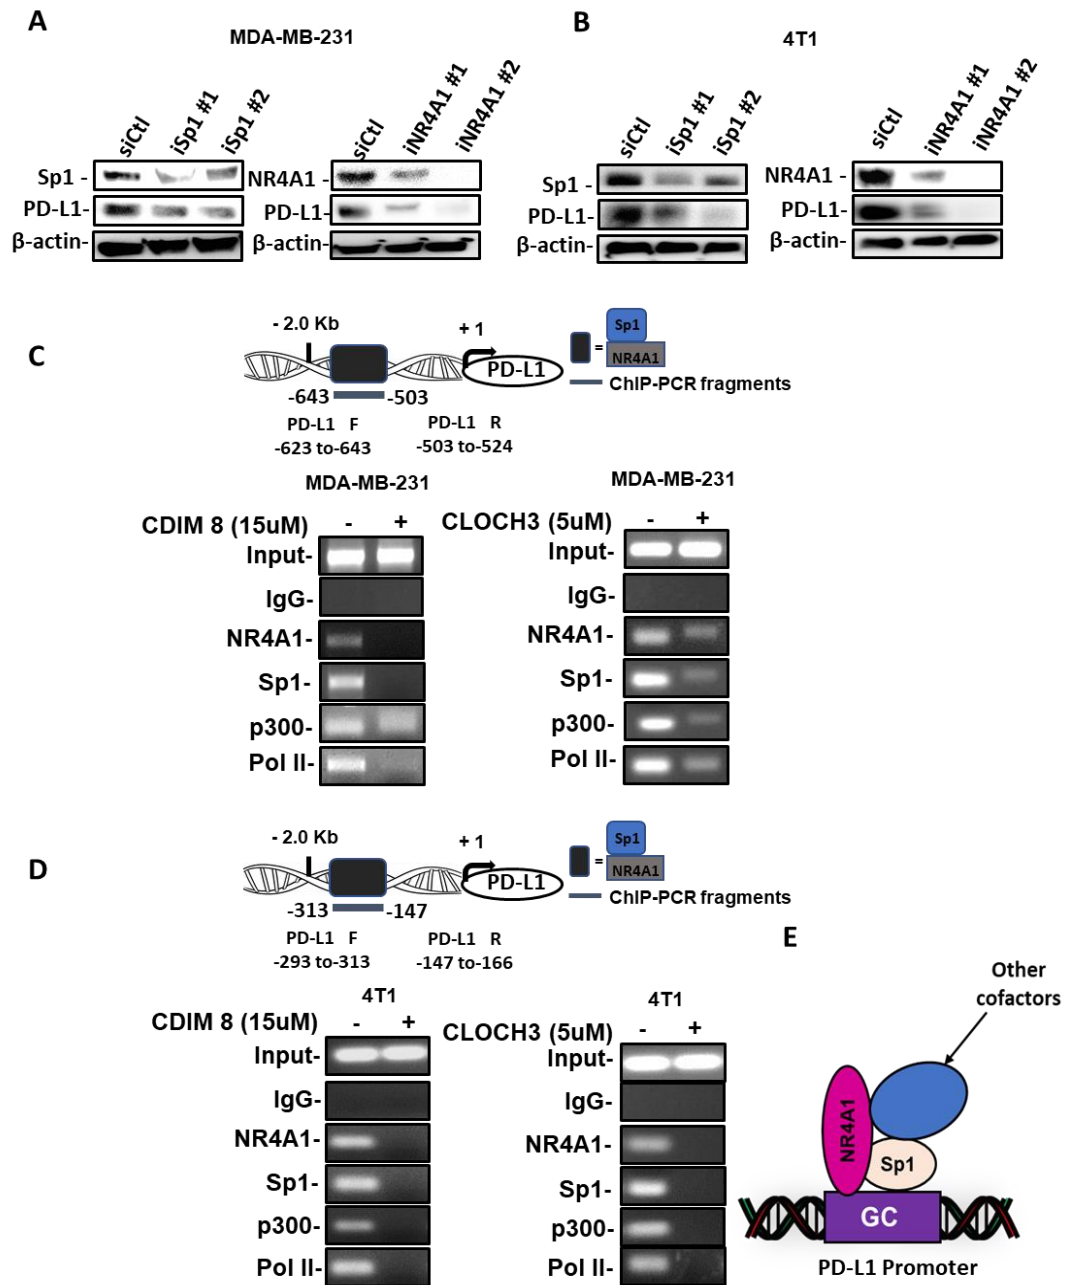 A
MDA-MB-231
siCtl
iSp1 #1
iSp1 #2
Sp1 -
PD-L1-
β-actin-
siCtl
iNR4A1 #1
iNR4A1 #2
NR4A1 -
PD-L1-
β-actin-
B
4T1
siCtl
iSp1 #1
iSp1 #2
Sp1 -
PD-L1-
β-actin-
siCtl
iNR4A1 #1
iNR4A1 #2
NR4A1-
PD-L1-
β-actin-
C
- 2.0 Kb
+ 1
PD-L1
=
Sp1
NR4A1
ChIP-PCR fragments
-643
-503
PD-L1 F
-623 to-643
PD-L1 R
-503 to-524
MDA-MB-231
CDIM 8 (15uM) - +
Input-
IgG-
NR4A1-
Sp1-
p300-
Pol II-
MDA-MB-231
CLOCH3 (5uM) - +
Input-
IgG-
NR4A1-
Sp1-
p300-
Pol II-
D
- 2.0 Kb
+ 1
PD-L1
=
Sp1
NR4A1
ChIP-PCR fragments
-313
-147
PD-L1 F
-293 to-313
PD-L1 R
-147 to-166
4T1
CDIM 8 (15uM) - +
Input-
IgG-
NR4A1-
Sp1-
p300-
Pol II-
4T1
CLOCH3 (5uM) - +
Input-
IgG-
NR4A1-
Sp1-
p300-
Pol II-
E
Other
cofactors
NR4A1
Sp1
GC
PD-L1 Promoter